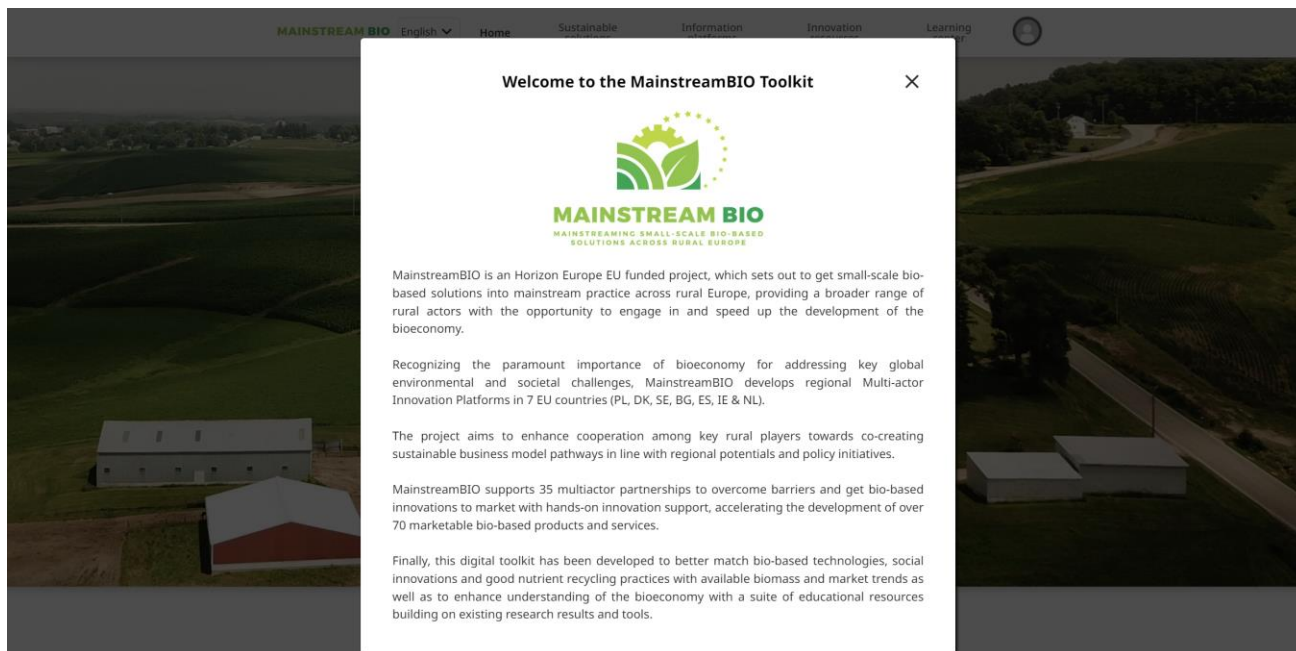 MAINSTREAM BIO English Home Sustainable solutions Information platforms Innovation resources Learning center
Welcome to the MainstreamBIO Toolkit
MAINSTREAM BIO
MAINSTREAMING SMALL-SCALE BIO-BASED
SOLUTIONS ACROSS RURAL EUROPE
MainstreamBIO is an Horizon Europe EU funded project, which sets out to get small-scale bio-
based solutions into mainstream practice across rural Europe, providing a broader range of
rural actors with the opportunity to engage in and speed up the development of the
bioeconomy.
Recognizing the paramount importance of bioeconomy for addressing key global
environmental and societal challenges, MainstreamBIO develops regional Multi-actor
Innovation Platforms in 7 EU countries (PL, DK, SE, BG, ES, IE & NL).
The project aims to enhance cooperation among key rural players towards co-creating
sustainable business model pathways in line with regional potentials and policy initiatives.
MainstreamBIO supports 35 multiactor partnerships to overcome barriers and get bio-based
innovations to market with hands-on innovation support, accelerating the development of over
70 marketable bio-based products and services.
Finally, this digital toolkit has been developed to better match bio-based technologies, social
innovations and good nutrient recycling practices with available biomass and market trends as
well as to enhance understanding of the bioeconomy with a suite of educational resources
building on existing research results and tools.